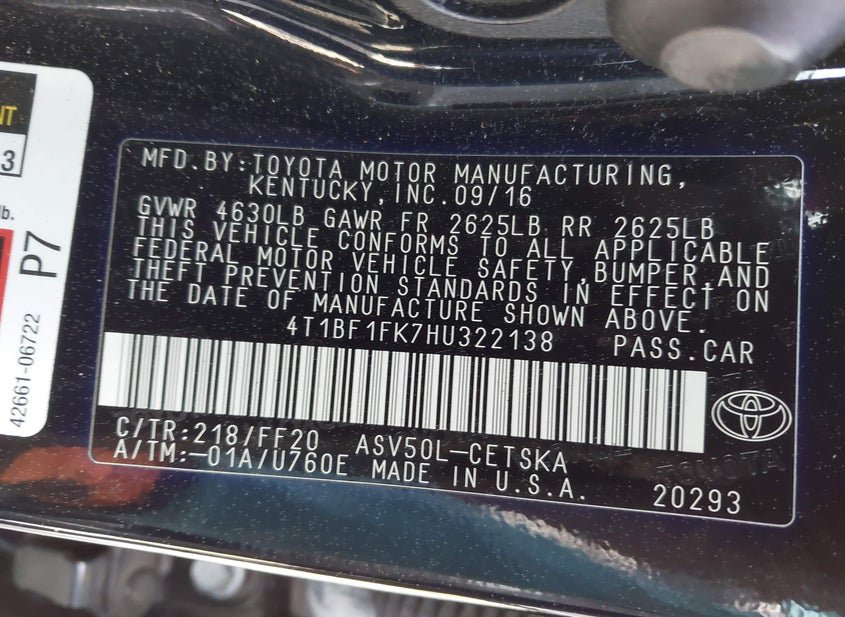 NT
3
lb.
P7
42661-06722
MFD.BY:TOYOTA MOTOR MANUFACTURING,
KENTUCKY,INC.09/16
GVWR 4630LB GAWR FR 2625LB RR 2625LB
THIS VEHICLE CONFORMS TO ALL APPLICABLE
FEDERAL MOTOR VEHICLE SAFETY,BUMPER,AND
THEFT PREVENTION STANDARDS IN EFFECT ON
THE DATE OF MANUFACTURE SHOWN ABOVE.
4T1BF1FK7HU322138 PASS.CAR
C/TR:218/FF20 ASV50L-CETSKA
A/TM:-01A/U760E MADE IN U.S.A. 20293